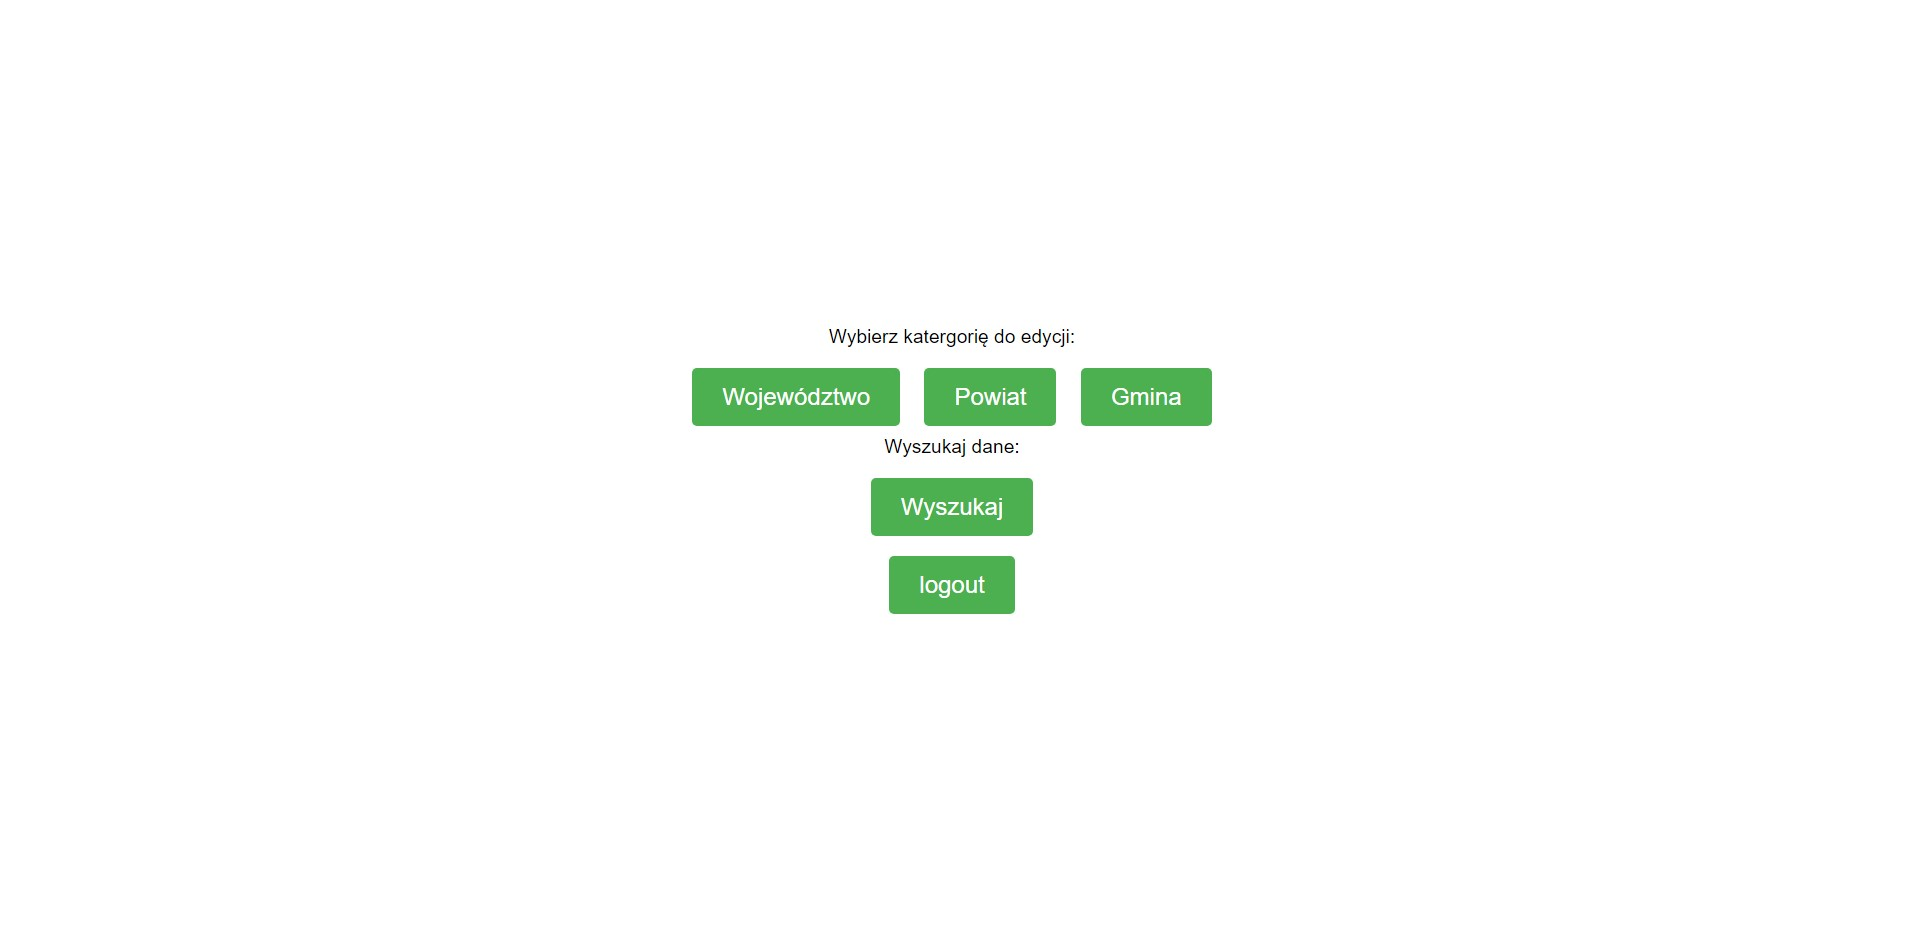 Wybierz katergorię do edycji:
Województwo Powiat Gmina
Wyszukaj dane:
Wyszukaj
logout